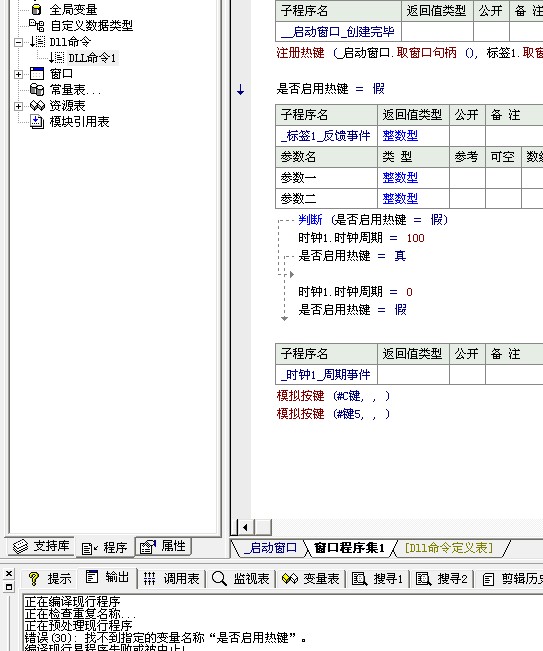 全局变量
自定义数据类型
Dll命令
DLL命令1
窗口
常量表...
资源表
模块引用表
支持库 程序 属性
子程序名 返回值类型 公开 备 注
__启动窗口_创建完毕
注册热键 (_启动窗口.取窗口句柄 (), 标签1.取窗
是否启用热键 = 假
子程序名 返回值类型 公开 备 注
_标签1_反馈事件 整数型
参数名 类 型 参考 可空 数组
参数一 整数型
参数二 整数型
判断 (是否启用热键 = 假)
时钟1.时钟周期 = 100
是否启用热键 = 真
时钟1.时钟周期 = 0
是否启用热键 = 假
子程序名 返回值类型 公开 备 注
_时钟1_周期事件
模拟按键 (#C键, , )
模拟按键 (#键5, , )
_启动窗口 窗口程序集1 [Dll命令定义表]
提示 输出 调用表 监视表 变量表 搜寻1 搜寻2 剪辑历史
正在编译现行程序
正在检查重复名称...
正在预处理现行程序
错误(30): 找不到指定的变量名称“是否启用热键”。
编译现行程序失败或被中止!